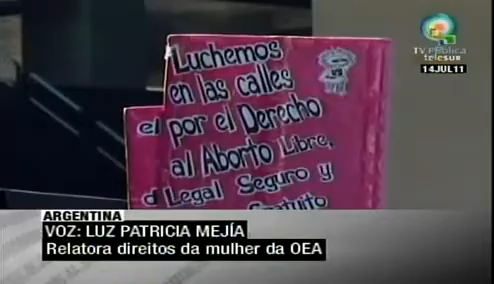 TV Pública
telesur
14JUL11
Luchemos
en las calles
el por el Derecho
al Aborto Libre,
d Legal Seguro y
Gratuito
ARGENTINA
VOZ: LUZ PATRICIA MEJÍA
Relatora direitos da mulher da OEA